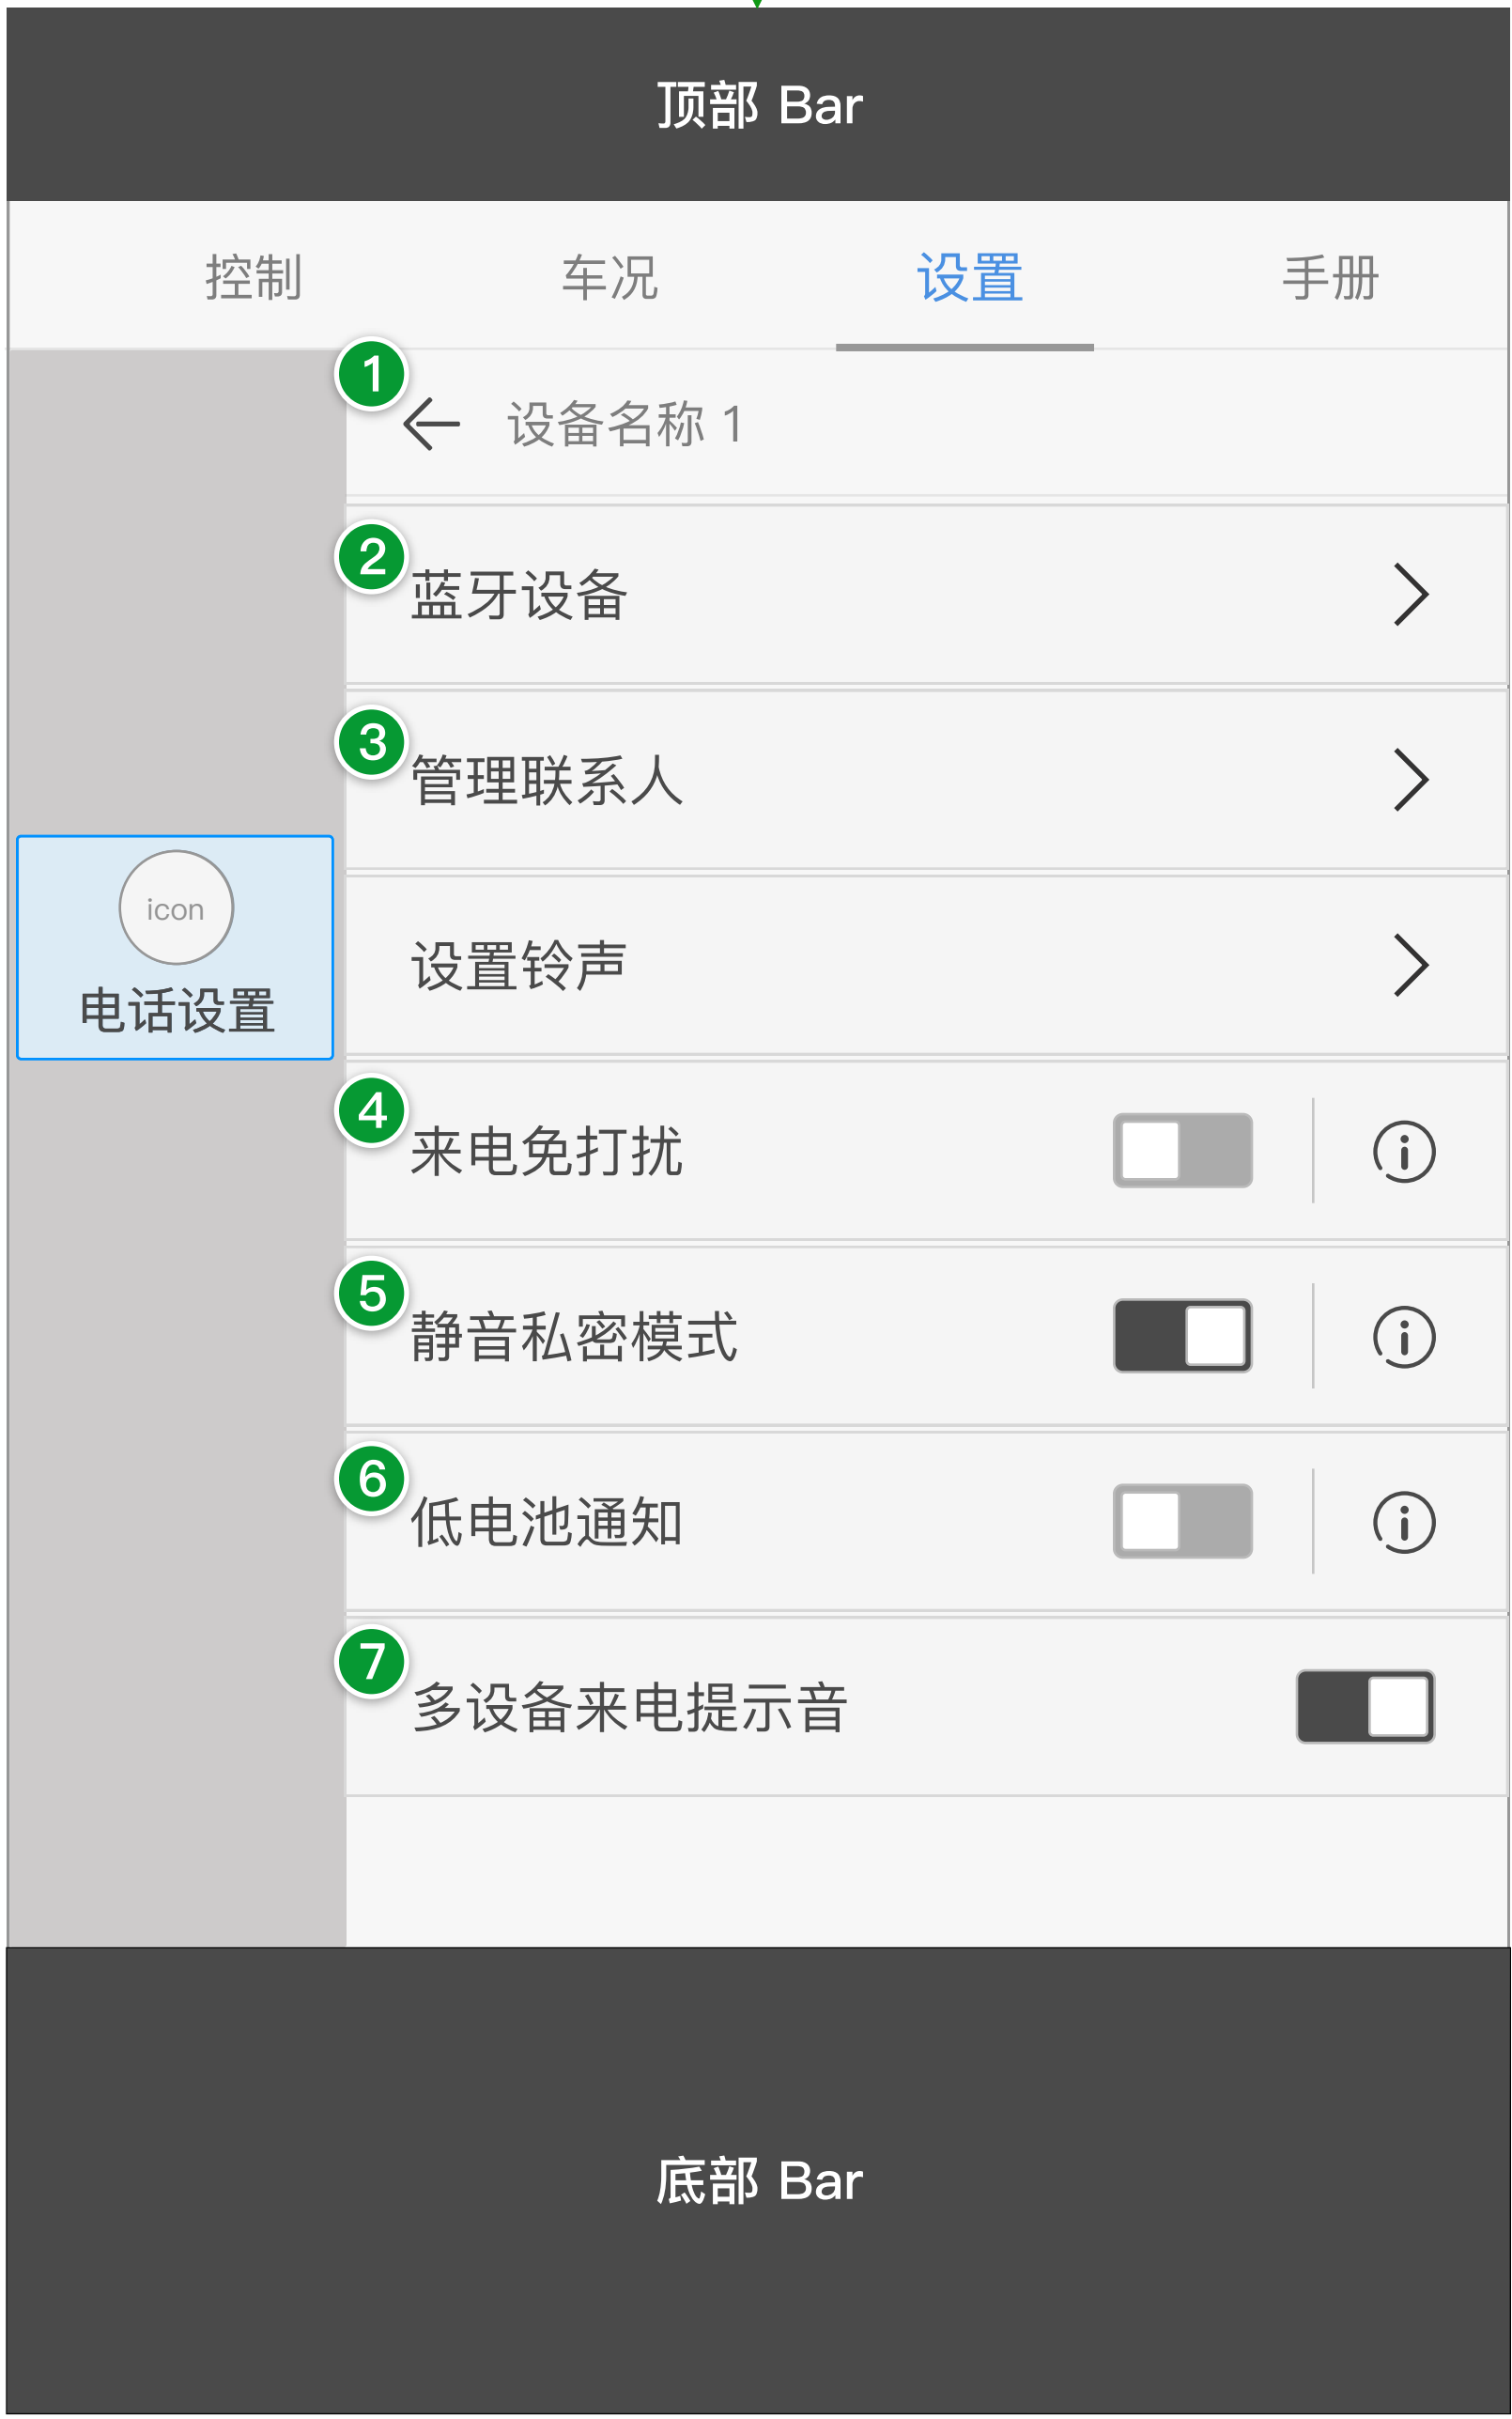 顶部 Bar
控制 车况 设置 手册
1
设备名称 1
2
蓝牙设备
3
管理联系人
icon
电话设置
设置铃声
4
来电免打扰
5
静音私密模式
6
低电池通知
7
多设备来电提示音
底部 Bar